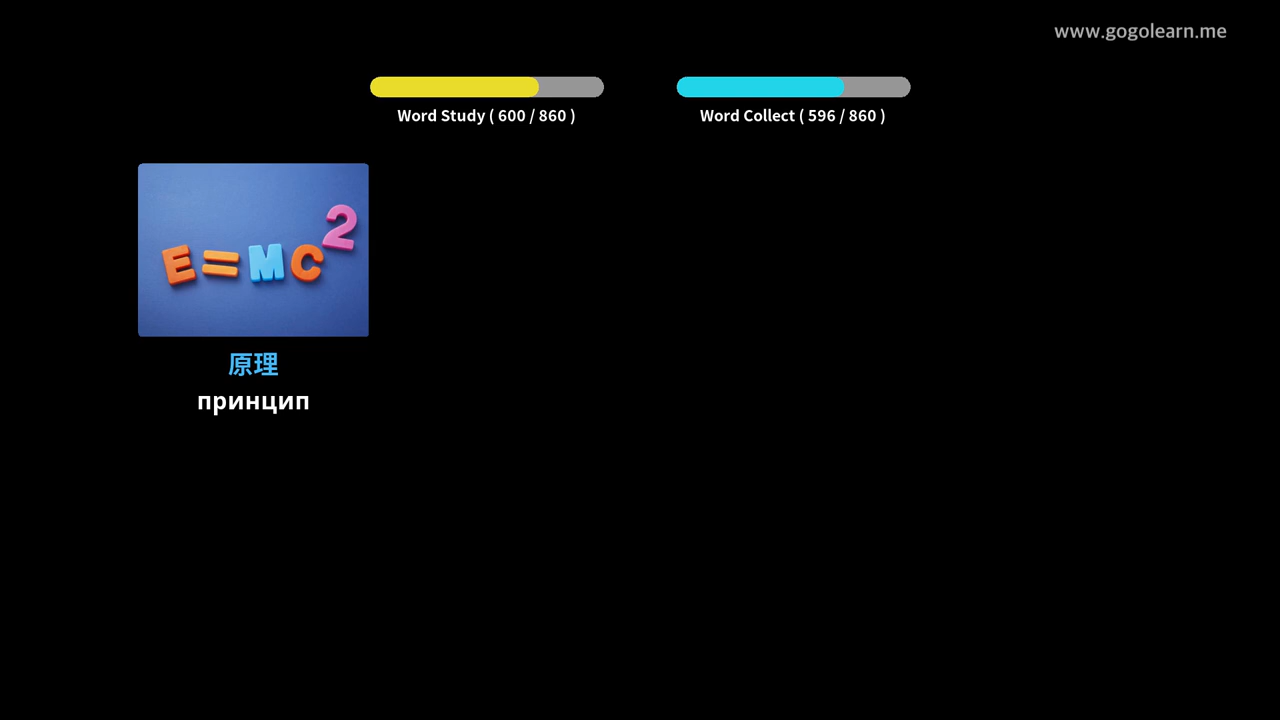 www.gogolearn.me
Word Study ( 600 / 860 )
Word Collect ( 596 / 860 )
E=MC²
原理
принцип